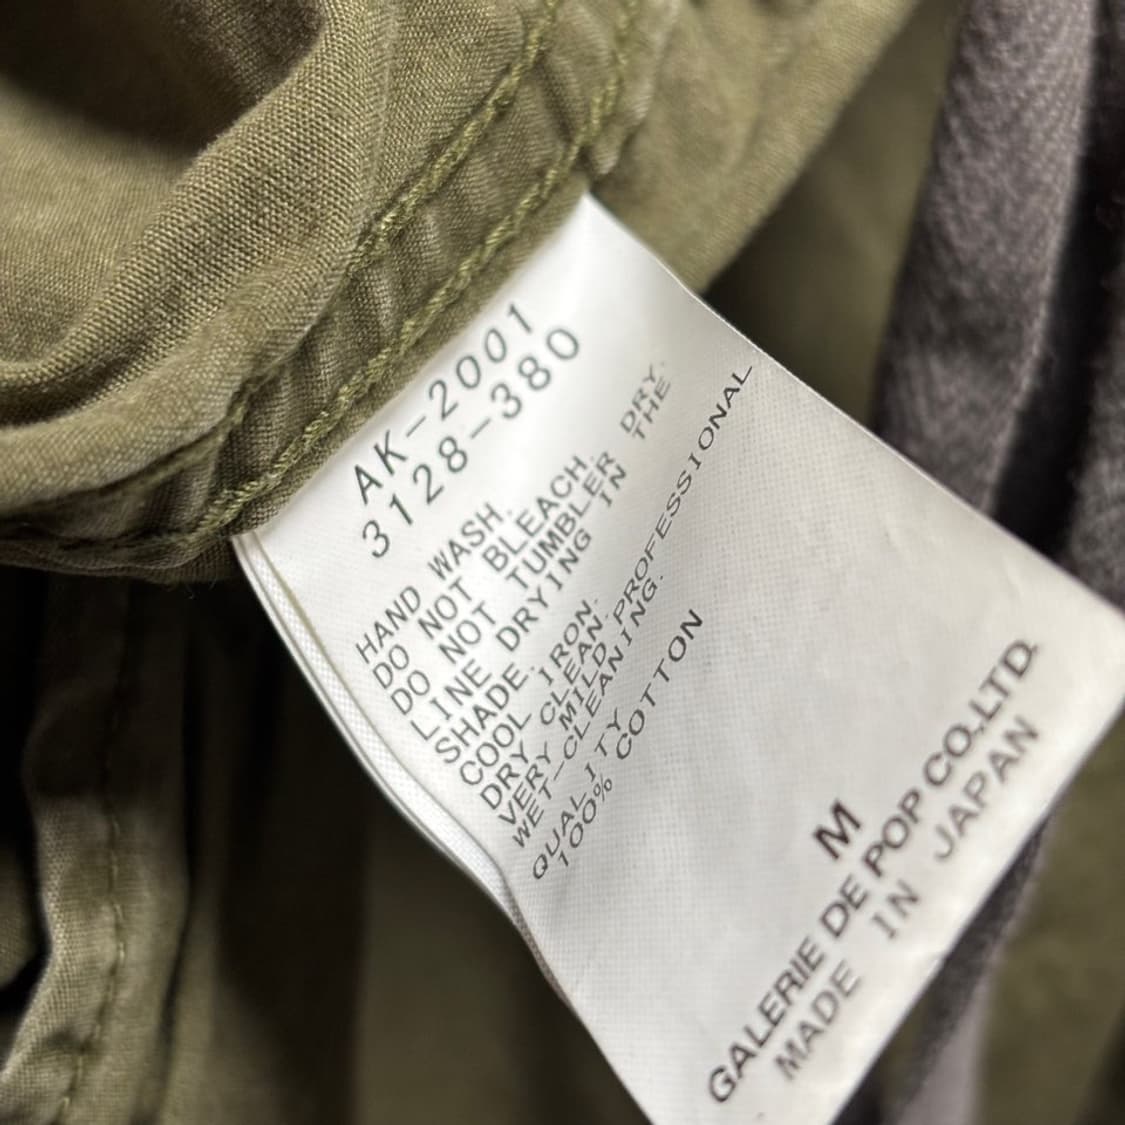 AK-2001
3128-380
HAND WASH.
DO NOT BLEACH.
DO NOT TUMBLER DRY.
LINE DRYING IN THE
SHADE.
COOL IRON.
DRY CLEAN.
VERY MILD PROFESSIONAL
WET-CLEANING.
QUALITY
100% COTTON
M
GALERIE DE POP CO.,LTD.
MADE IN JAPAN